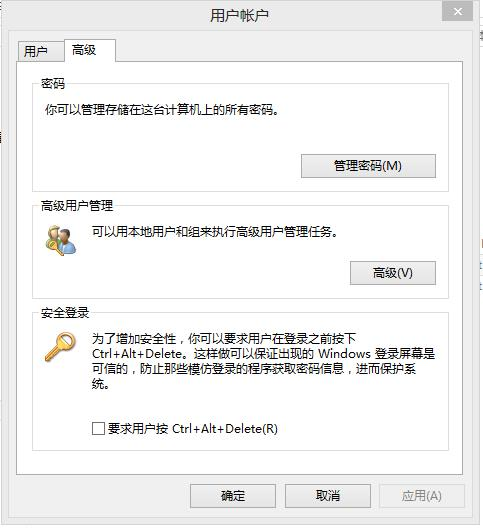 用户帐户
用户
高级
密码
你可以管理存储在这台计算机上的所有密码。
管理密码(M)
高级用户管理
可以用本地用户和组来执行高级用户管理任务。
高级(V)
安全登录
为了增加安全性，你可以要求用户在登录之前按下
Ctrl+Alt+Delete。这样做可以保证出现的 Windows 登录屏幕是
可信的，防止那些模仿登录的程序获取密码信息，进而保护系
统。
要求用户按 Ctrl+Alt+Delete(R)
确定
取消
应用(A)